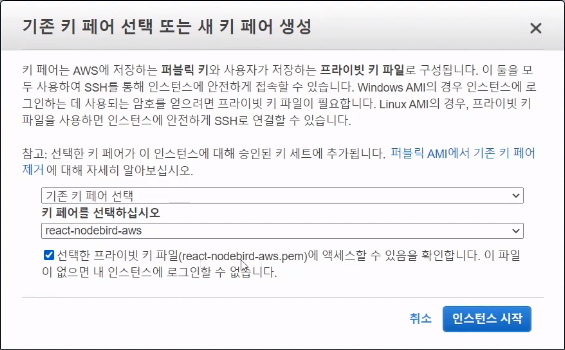 기존 키 페어 선택 또는 새 키 페어 생성
키 페어는 AWS에 저장하는 퍼블릭 키와 사용자가 저장하는 프라이빗 키 파일로 구성됩니다. 이 둘을 모
두 사용하여 SSH를 통해 인스턴스에 안전하게 접속할 수 있습니다. Windows AMI의 경우 인스턴스에 로
그인하는 데 사용되는 암호를 얻으려면 프라이빗 키 파일이 필요합니다. Linux AMI의 경우, 프라이빗 키
파일을 사용하면 인스턴스에 안전하게 SSH로 연결할 수 있습니다.
참고: 선택한 키 페어가 이 인스턴스에 대해 승인된 키 세트에 추가됩니다. 퍼블릭 AMI에서 기존 키 페어
제거 에 대해 자세히 알아보십시오.
기존 키 페어 선택
키 페어를 선택하십시오
react-nodebird-aws
선택한 프라이빗 키 파일(react-nodebird-aws.pem)에 액세스할 수 있음을 확인합니다. 이 파일
이 없으면 내 인스턴스에 로그인할 수 없습니다.
취소 인스턴스 시작